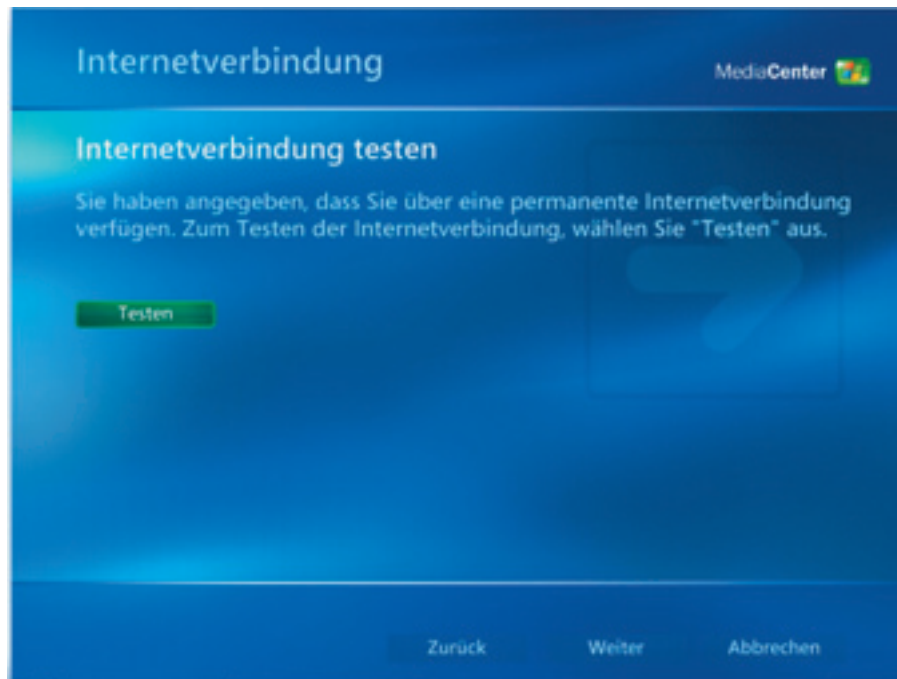 Internetverbindung
MediaCenter
Internetverbindung testen
Sie haben angegeben, dass Sie über eine permanente Internetverbindung
verfügen. Zum Testen der Internetverbindung, wählen Sie "Testen" aus.
Testen
Zurück Weiter Abbrechen